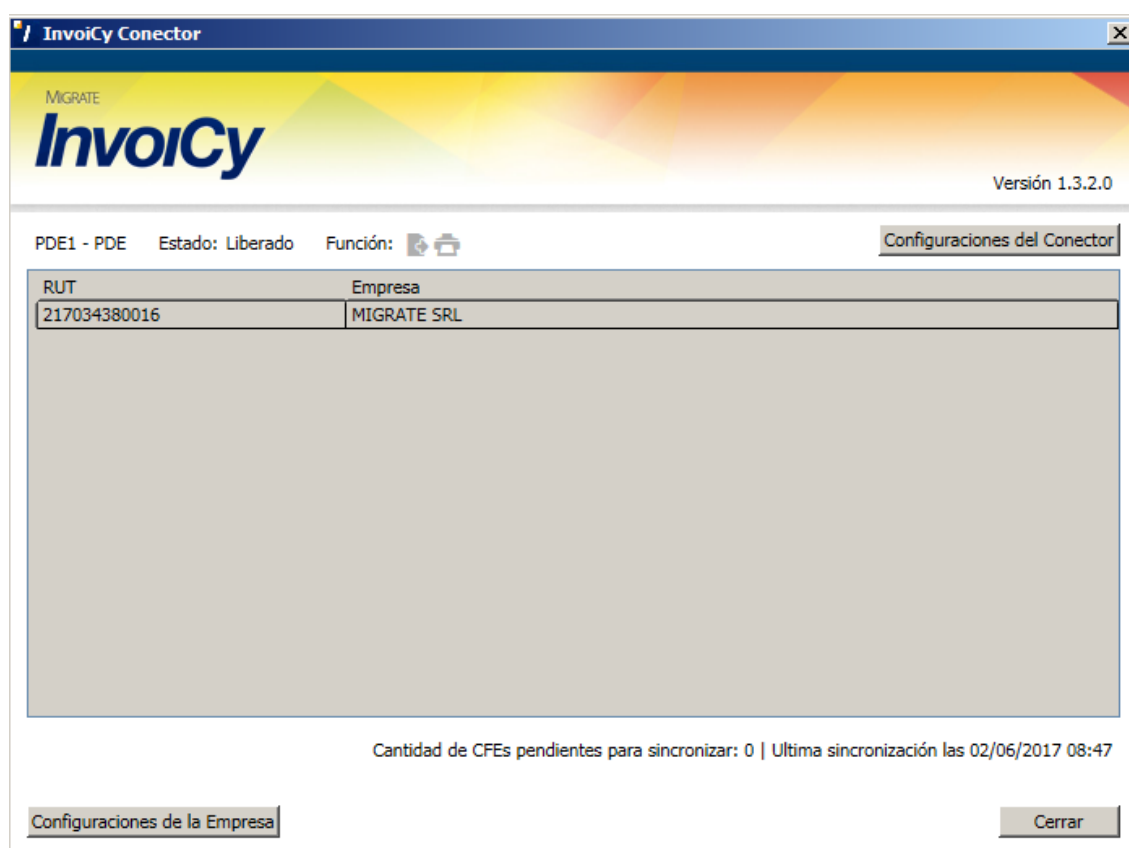 InvoiCy Conector
MIGRATE
InvoiCy
Versión 1.3.2.0
PDE1 - PDE Estado: Liberado Función: Configuraciones del Conector
RUT Empresa
217034380016 MIGRATE SRL
Cantidad de CFEs pendientes para sincronizar: 0 | Ultima sincronización las 02/06/2017 08:47
Configuraciones de la Empresa Cerrar